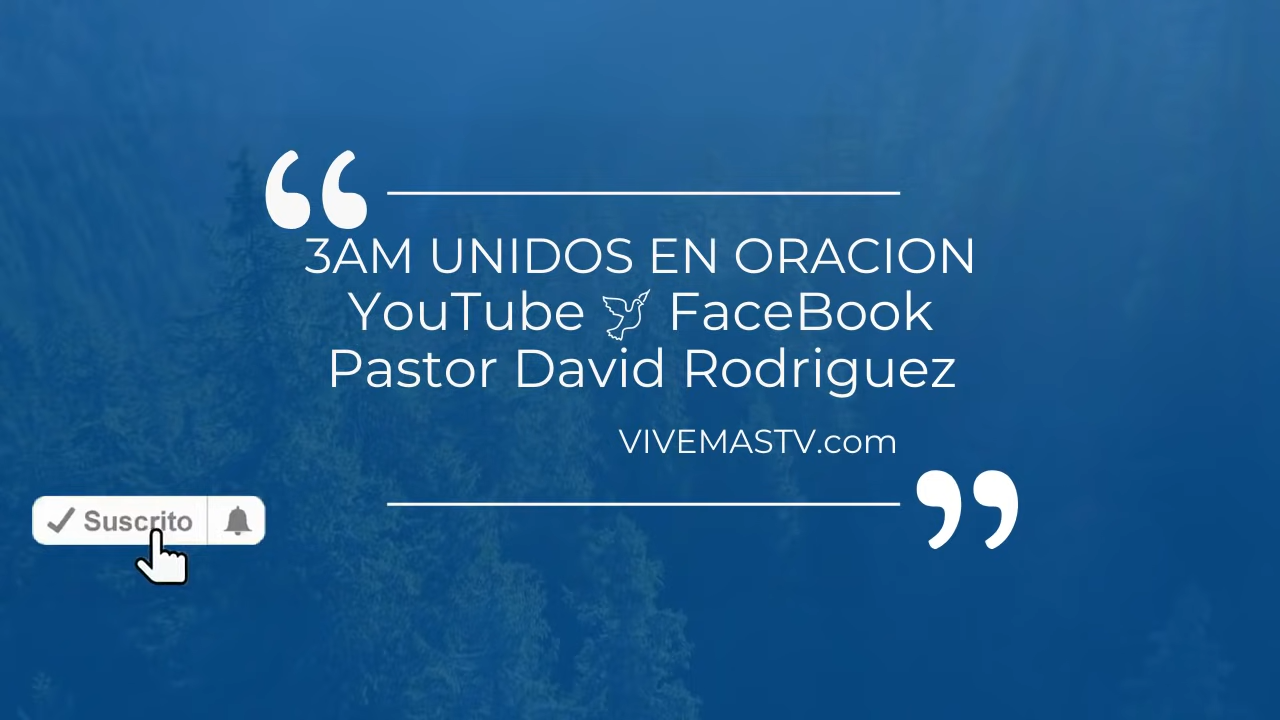 3AM UNIDOS EN ORACION
YouTube 🕊 FaceBook
Pastor David Rodriguez
VIVEMASTV.com
Suscrito